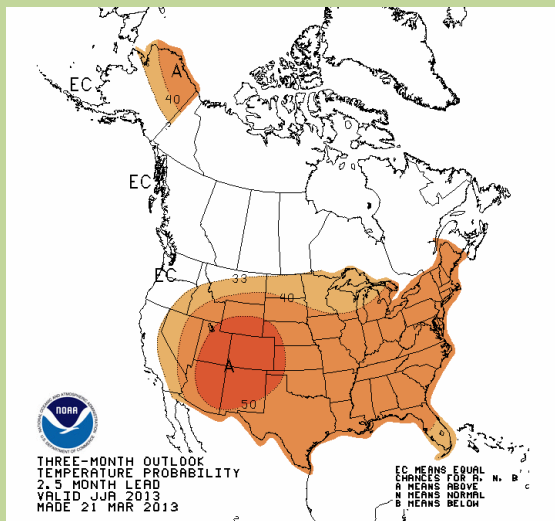 A
EC
40
EC
EC
33
40
A
50
NOAA
THREE-MONTH OUTLOOK
TEMPERATURE PROBABILITY
2.5 MONTH LEAD
VALID JJA 2013
MADE 21 MAR 2013
EC MEANS EQUAL
CHANCES FOR A, N, B
A MEANS ABOVE
N MEANS NORMAL
B MEANS BELOW